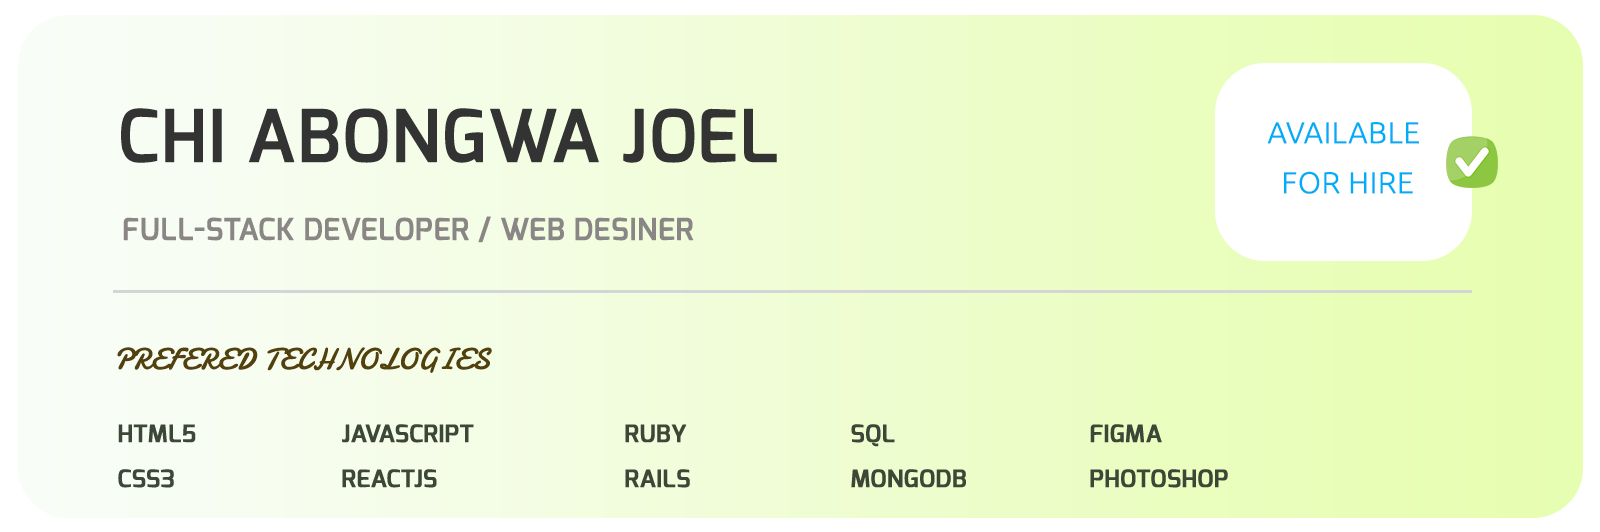 CHI ABONGWA JOEL
FULL-STACK DEVELOPER / WEB DESINER
AVAILABLE
FOR HIRE
PREFERED TECHNOLOGIES
HTML5 JAVASCRIPT RUBY SQL FIGMA
CSS3 REACTJS RAILS MONGODB PHOTOSHOP